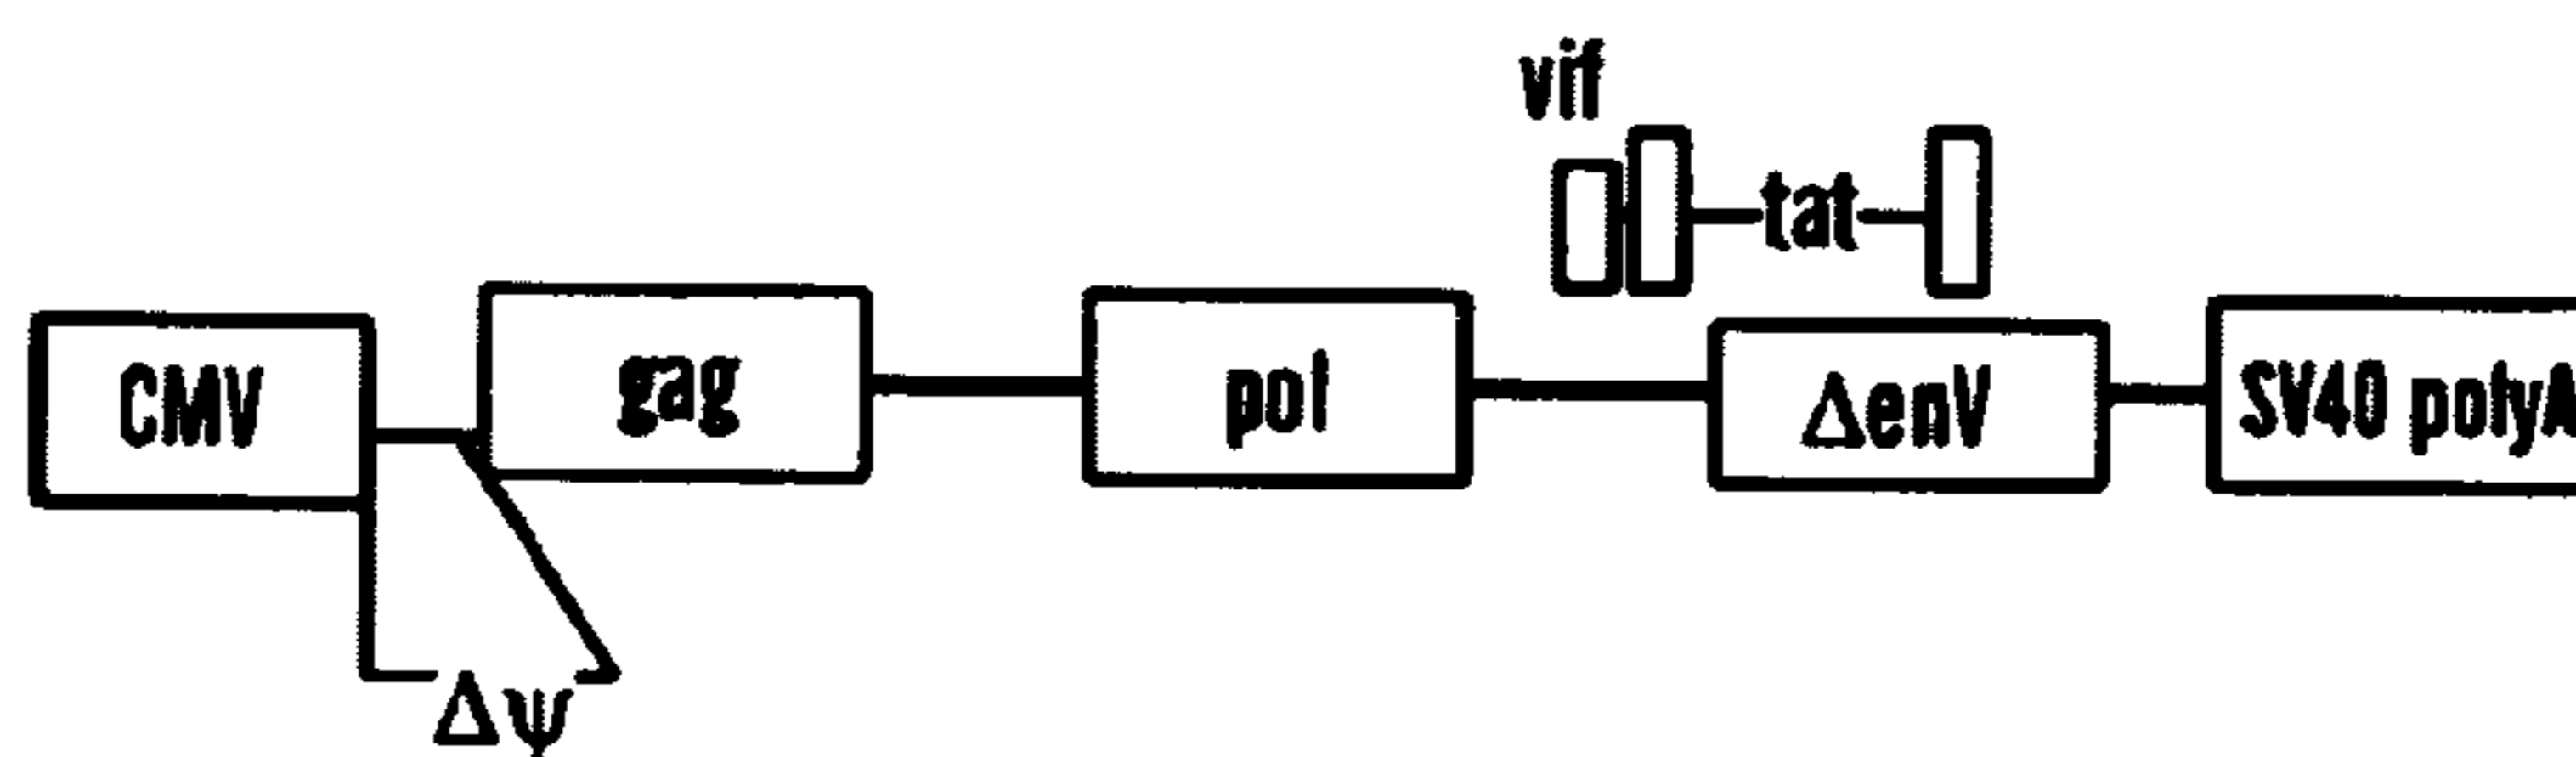 vif
tat
CMV
gag
pol
ΔenV
SV40 polyA
Δψ